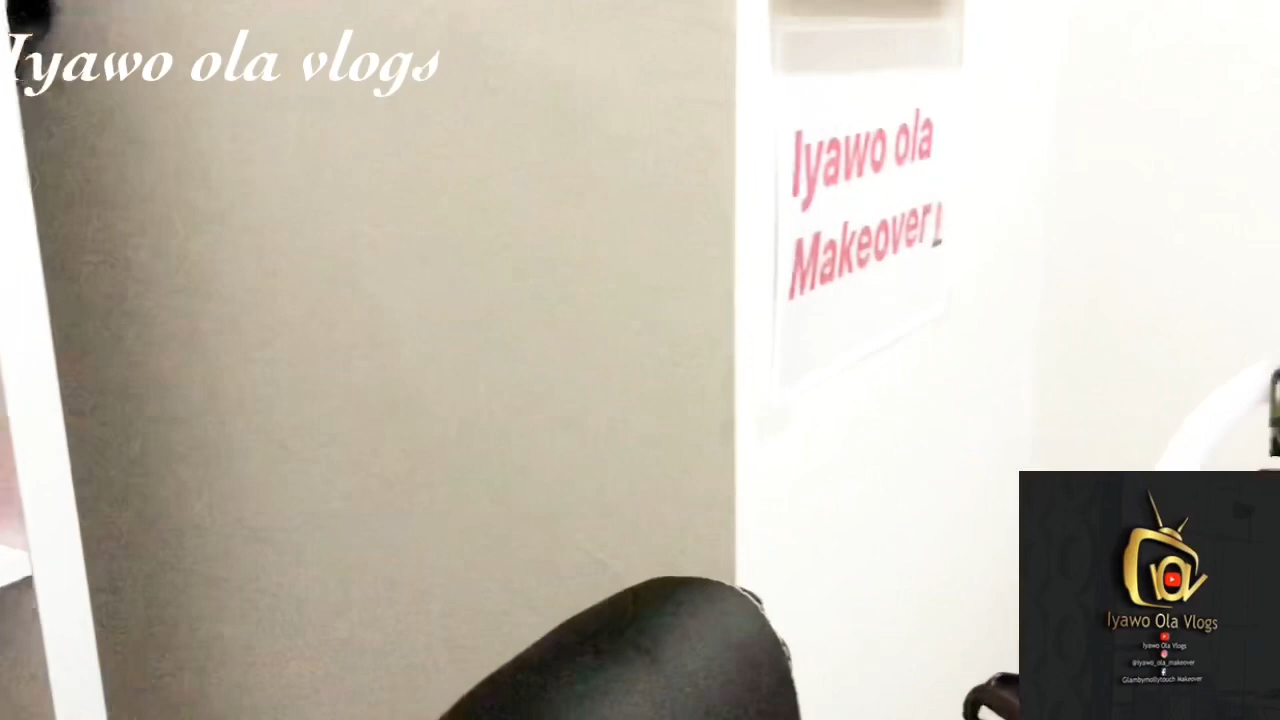 Iyawo ola vlogs
Iyawo ola
Makeover
Iyawo Ola Vlogs
Iyawo Ola Vlogs
@iyawo_ola_makeover
Glambymollytouch Makeover